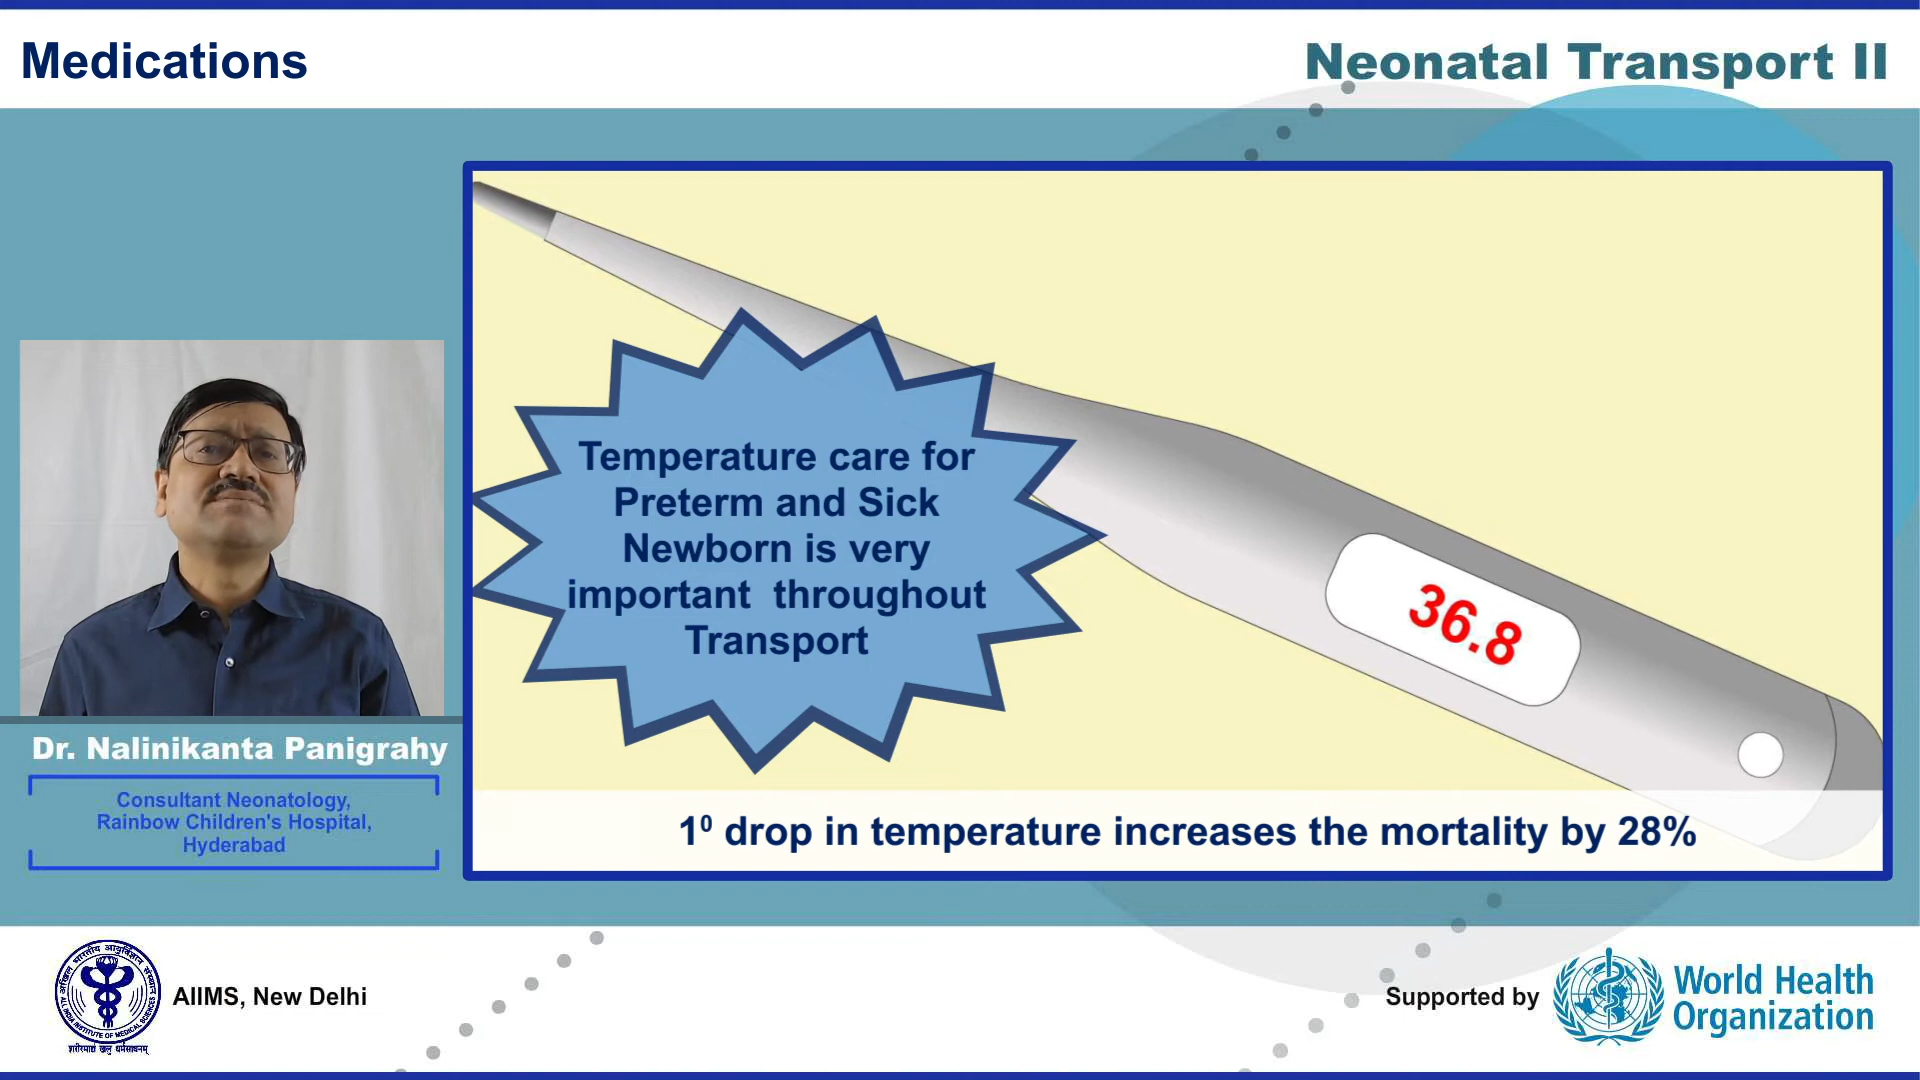 Medications
Neonatal Transport II
Temperature care for
Preterm and Sick
Newborn is very
important throughout
Transport
36.8
1⁰ drop in temperature increases the mortality by 28%
Dr. Nalinikanta Panigrahy
Consultant Neonatology,
Rainbow Children's Hospital,
Hyderabad
AIIMS, New Delhi
Supported by
World Health
Organization